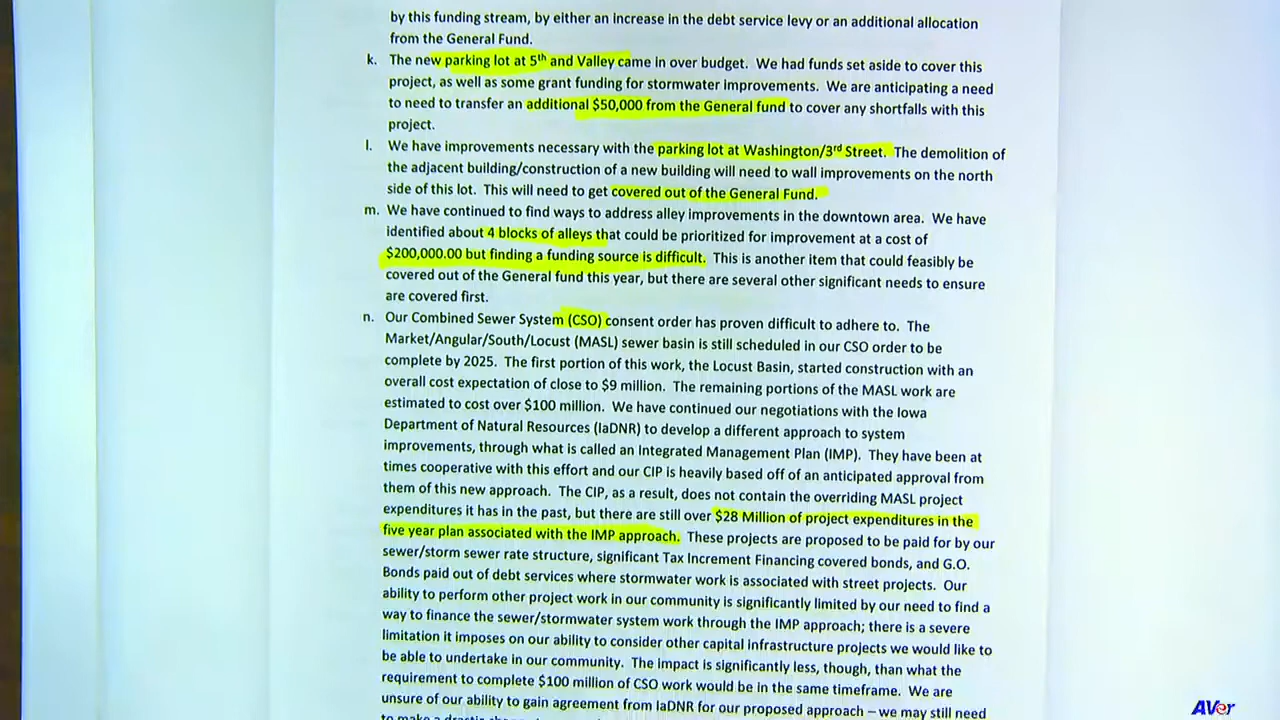 by this funding stream, by either an increase in the debt service levy or an additional allocation
from the General Fund.
k. The new parking lot at 5th and Valley came in over budget. We had funds set aside to cover this
project, as well as some grant funding for stormwater improvements. We are anticipating a need
to need to transfer an additional $50,000 from the General fund to cover any shortfalls with this
project.
l. We have improvements necessary with the parking lot at Washington/3rd Street. The demolition of
the adjacent building/construction of a new building will need to wall improvements on the north
side of this lot. This will need to get covered out of the General Fund.
m. We have continued to find ways to address alley improvements in the downtown area. We have
identified about 4 blocks of alleys that could be prioritized for improvement at a cost of
$200,000.00 but finding a funding source is difficult. This is another item that could feasibly be
covered out of the General fund this year, but there are several other significant needs to ensure
are covered first.
n. Our Combined Sewer System (CSO) consent order has proven difficult to adhere to. The
Market/Angular/South/Locust (MASL) sewer basin is still scheduled in our CSO order to be
complete by 2025. The first portion of this work, the Locust Basin, started construction with an
overall cost expectation of close to $9 million. The remaining portions of the MASL work are
estimated to cost over $100 million. We have continued our negotiations with the Iowa
Department of Natural Resources (IaDNR) to develop a different approach to system
improvements, through what is called an Integrated Management Plan (IMP). They have been at
times cooperative with this effort and our CIP is heavily based off of an anticipated approval from
them of this new approach. The CIP, as a result, does not contain the overriding MASL project
expenditures it has in the past, but there are still over $28 Million of project expenditures in the
five year plan associated with the IMP approach. These projects are proposed to be paid for by our
sewer/storm sewer rate structure, significant Tax Increment Financing covered bonds, and G.O.
Bonds paid out of debt services where stormwater work is associated with street projects. Our
ability to perform other project work in our community is significantly limited by our need to find a
way to finance the sewer/stormwater system work through the IMP approach; there is a severe
limitation it imposes on our ability to consider other capital infrastructure projects we would like to
be able to undertake in our community. The impact is significantly less, though, than what the
requirement to complete $100 million of CSO work would be in the same timeframe. We are
unsure of our ability to gain agreement from IaDNR for our proposed approach – we may still need
to make a drastic
AVer